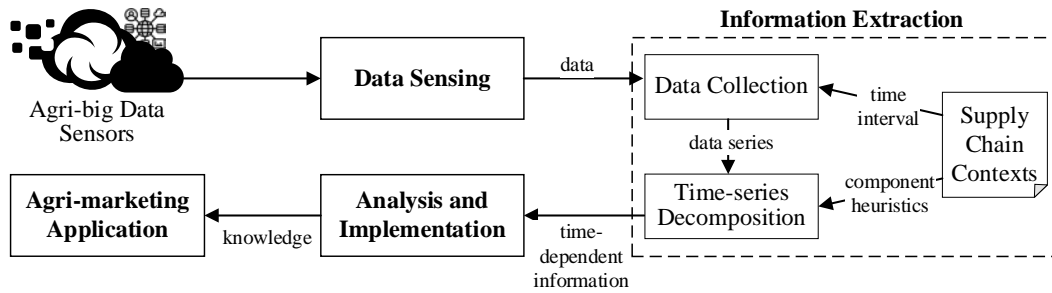 Information Extraction
Agri-big Data
Sensors
Data Sensing
data
Data Collection
time
interval
Supply
Chain
Contexts
data series
component
heuristics
Time-series
Decomposition
time-
dependent
information
Analysis and
Implementation
knowledge
Agri-marketing
Application